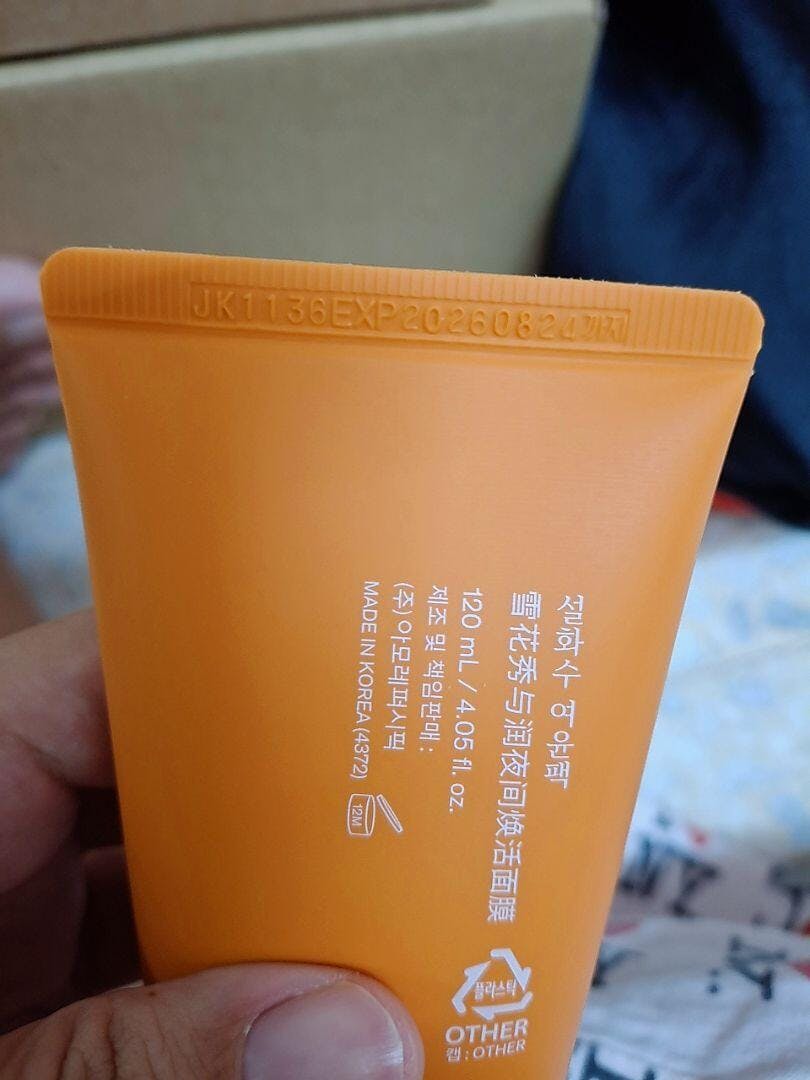 JK1136EXP20260824까지
설화수 여윤팩
雪花秀与润夜间焕活面膜
120 mL / 4.05 fl. oz.
제조 및 책임판매 :
(주)아모레퍼시픽
MADE IN KOREA (4372)
12M
플라스틱
OTHER
캡 : OTHER